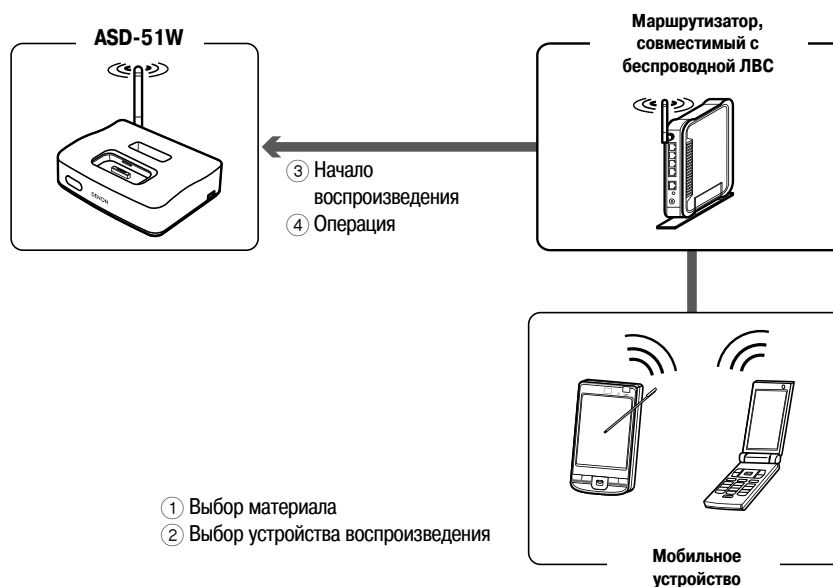 ASD-51W
Маршрутизатор,
совместимый с
беспроводной ЛВС
DENON
③ Начало
воспроизведения
④ Операция
① Выбор материала
② Выбор устройства воспроизведения
Мобильное
устройство